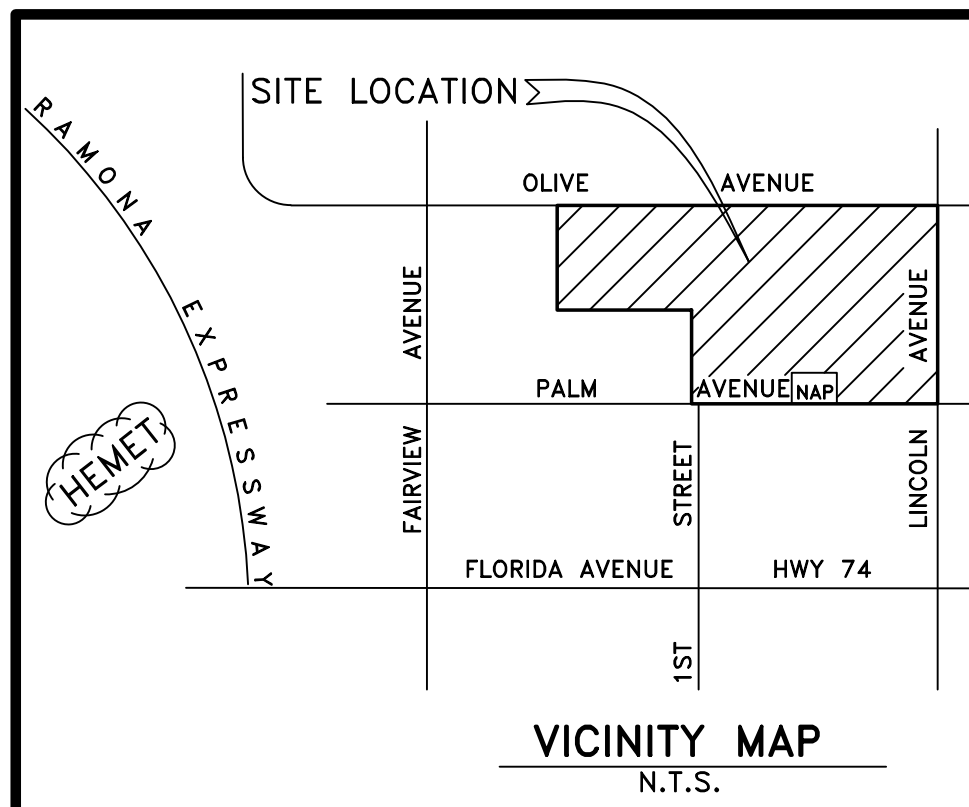 SITE LOCATION
RAMONA EXPRESSWAY
OLIVE AVENUE
FAIRVIEW AVENUE
LINCOLN AVENUE
PALM AVENUE
NAP
HEMET
1ST STREET
FLORIDA AVENUE HWY 74
VICINITY MAP
N.T.S.